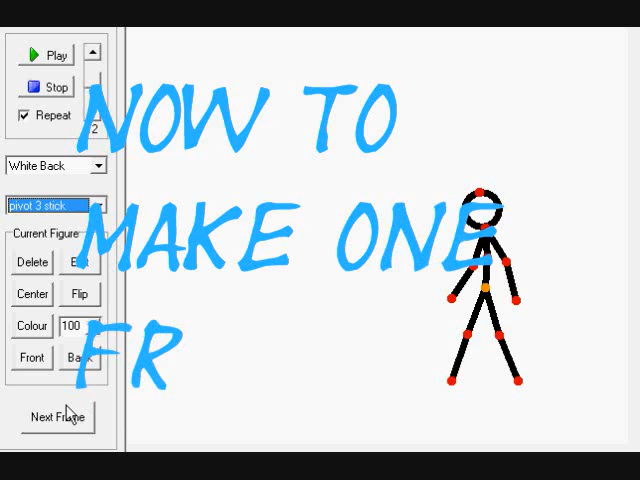 Play
Stop
Repeat
White Back
pivot 3 stick
Current Figure
Delete
Center Flip
Colour 100
Front Back
Next Frame
NOW TO
MAKE ONE
FR